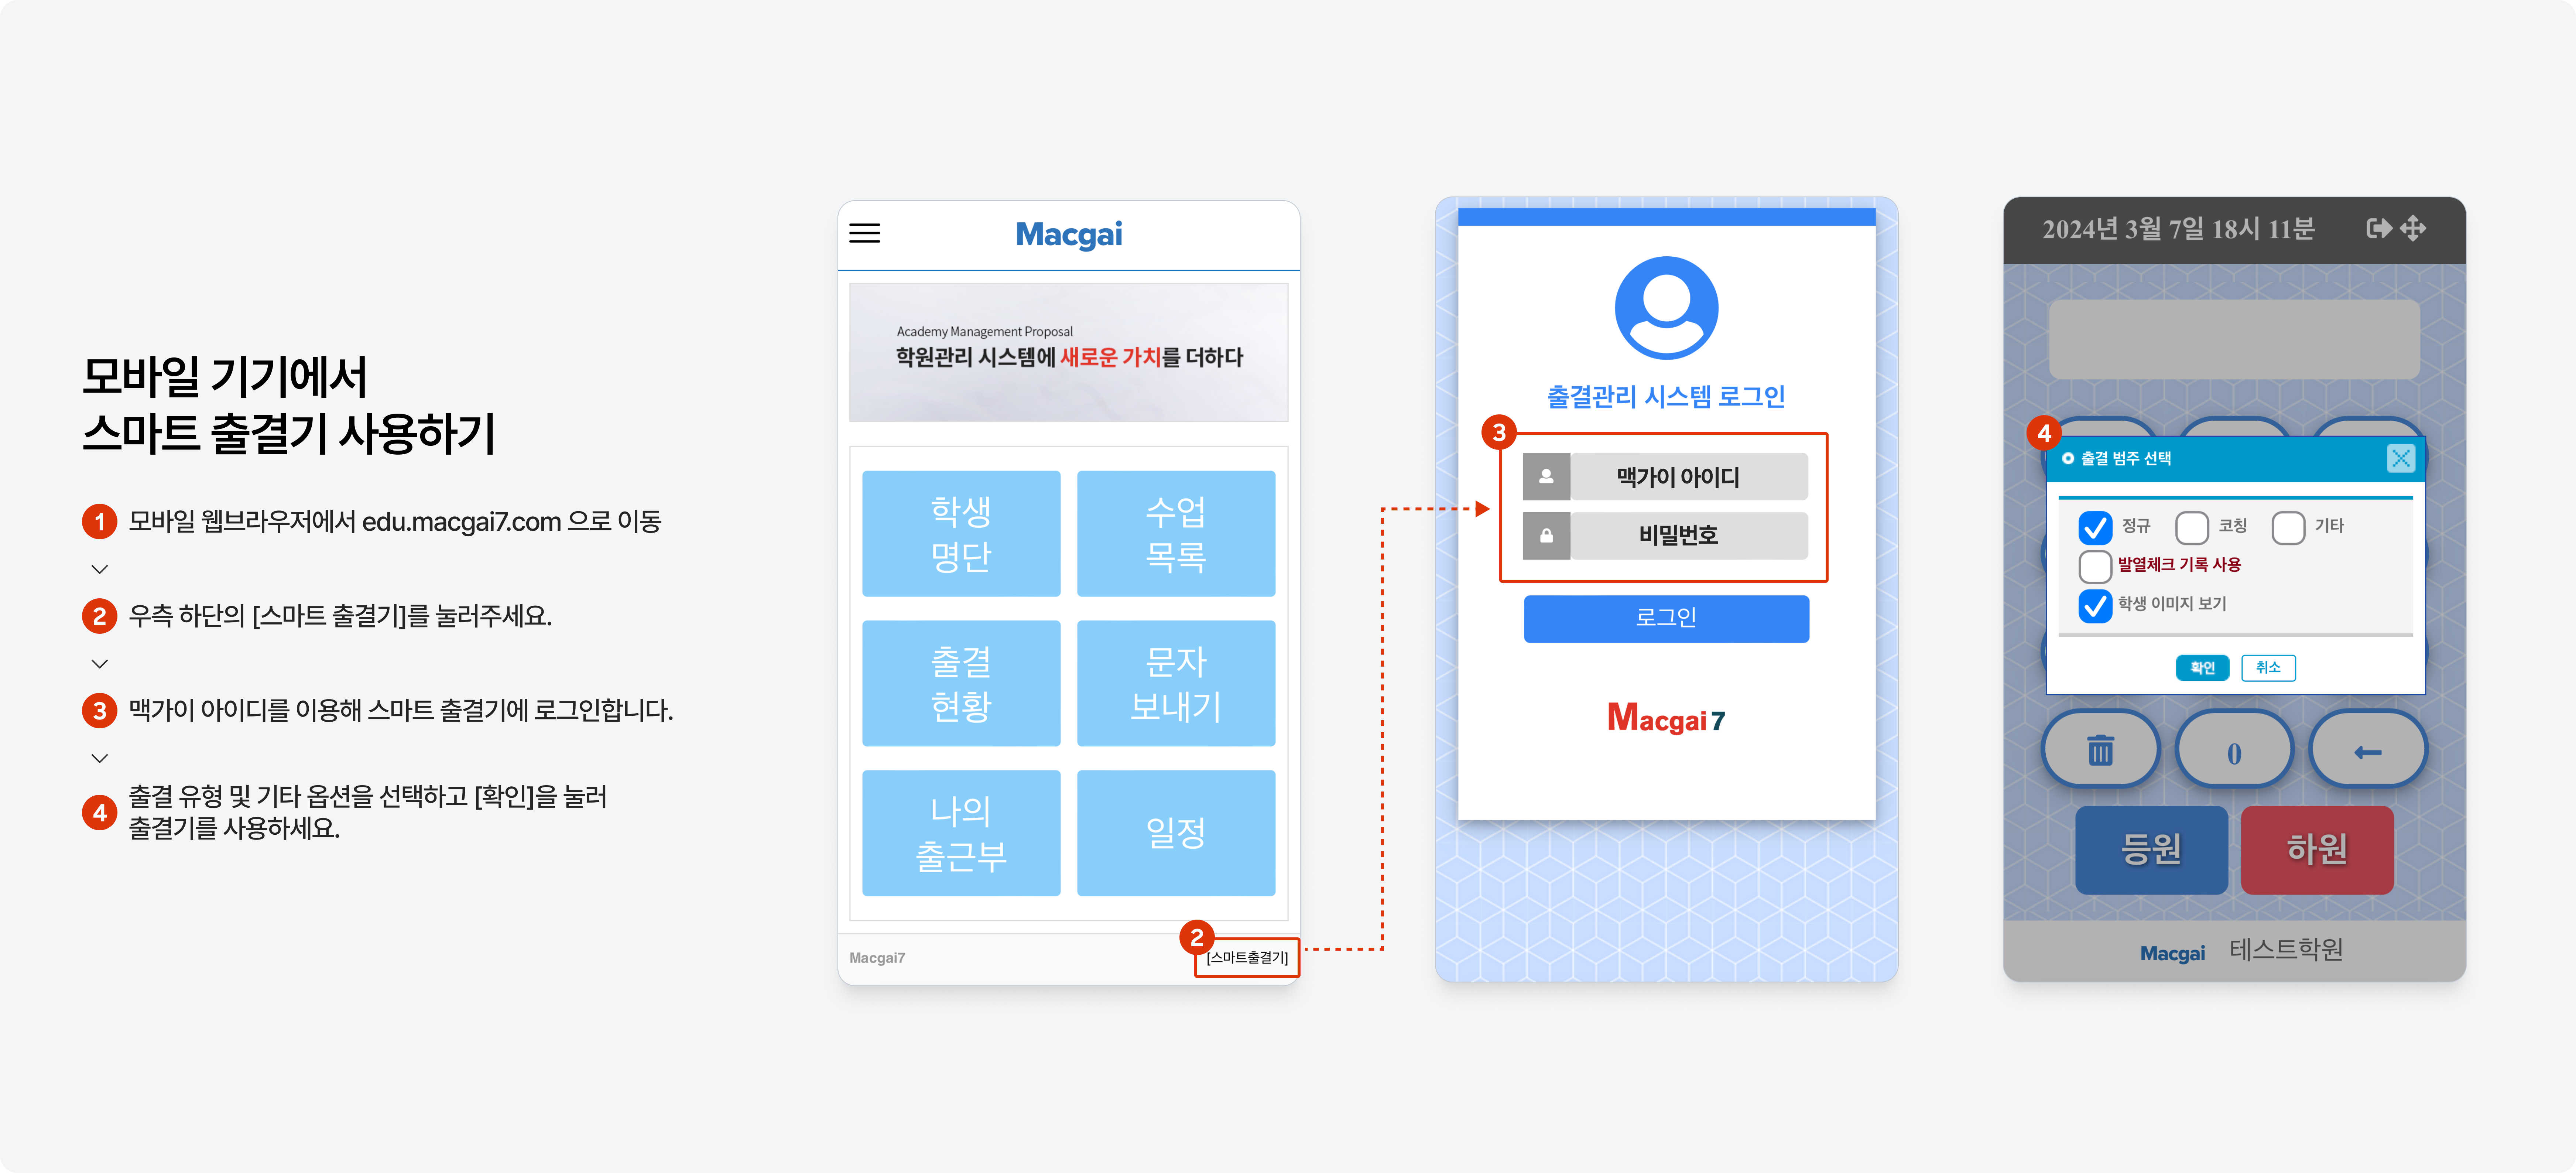 모바일 기기에서
스마트 출결기 사용하기
1 모바일 웹브라우저에서 edu.macgai7.com 으로 이동
2 우측 하단의 [스마트 출결기]를 눌러주세요.
3 맥가이 아이디를 이용해 스마트 출결기에 로그인합니다.
4 출결 유형 및 기타 옵션을 선택하고 [확인]을 눌러
출결기를 사용하세요.
Macgai
Academy Management Proposal
학원관리 시스템에 새로운 가치를 더하다
학생
명단
수업
목록
출결
현황
문자
보내기
나의
출근부
일정
2
Macgai7
[스마트출결기]
출결관리 시스템 로그인
3
맥가이 아이디
비밀번호
로그인
Macgai 7
2024년 3월 7일 18시 11분
4
출결 범주 선택
정규 코칭 기타
발열체크 기록 사용
학생 이미지 보기
확인 취소
0
등원 하원
Macgai 테스트학원